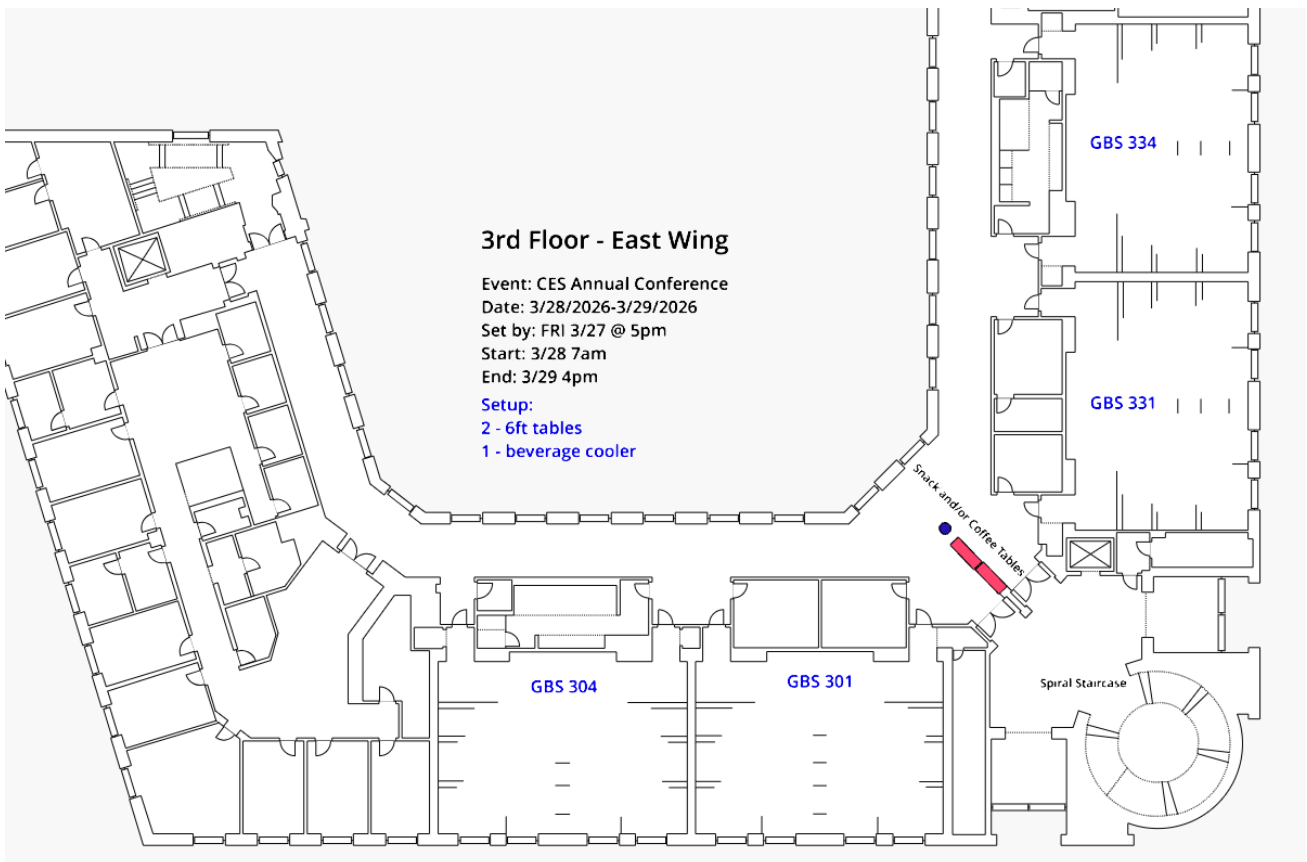 3rd Floor - East Wing
Event: CES Annual Conference
Date: 3/28/2026-3/29/2026
Set by: FRI 3/27 @ 5pm
Start: 3/28 7am
End: 3/29 4pm
Setup:
2 - 6ft tables
1 - beverage cooler
GBS 334
GBS 331
Snack and/or Coffee Tables
GBS 304
GBS 301
Spiral Staircase